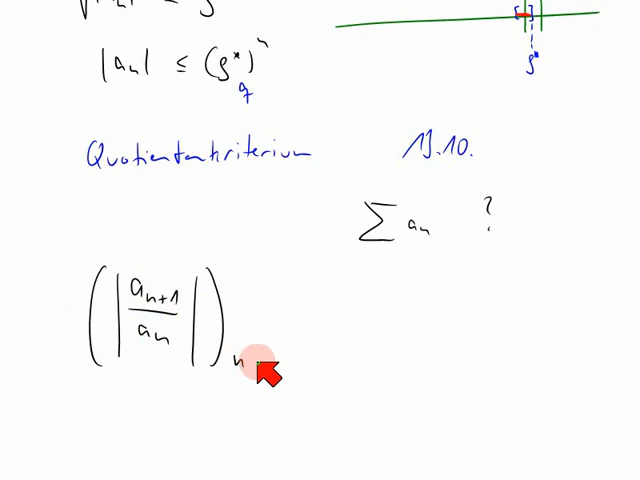 |aₙ| ≤ (ρ*)ⁿ
q
ρ*
Quotientenkriterium 13.10.
∑ aₙ ?
(|aₙ₊₁ / aₙ|)ₙ